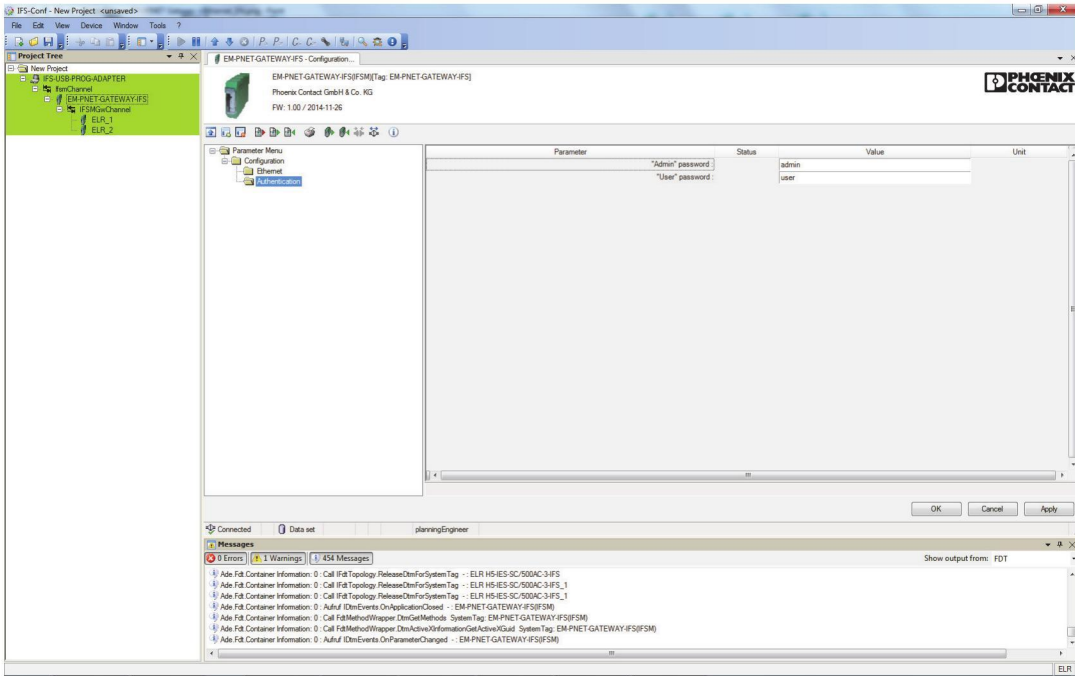 IFS-Conf - New Project <unsaved>
File Edit View Device Window Tools ?
Project Tree
New Project
IFS-USB-PROG-ADAPTER
IfsmChannel
EM-PNET-GATEWAY-IFS
IFSMGwChannel
ELR_1
ELR_2
EM-PNET-GATEWAY-IFS - Configuration...
EM-PNET-GATEWAY-IFS(IFSM)[Tag: EM-PNET-GATEWAY-IFS]
Phoenix Contact GmbH & Co. KG
FW: 1.00 / 2014-11-26
PHOENIX
CONTACT
Parameter Menu
Configuration
Ethernet
Authentication
Parameter Status Value Unit
"Admin" password : admin
"User" password : user
OK Cancel Apply
Connected Data set planningEngineer
Messages
0 Errors 1 Warnings 454 Messages Show output from: FDT
Ade.Fdt.Container Information: 0 : Call IFdtTopology.ReleaseDtmForSystemTag - : ELR H5-IES-SC/500AC-3-IFS
Ade.Fdt.Container Information: 0 : Call IFdtTopology.ReleaseDtmForSystemTag - : ELR H5-IES-SC/500AC-3-IFS_1
Ade.Fdt.Container Information: 0 : Call IFdtTopology.ReleaseDtmForSystemTag - : ELR H5-IES-SC/500AC-3-IFS_1
Ade.Fdt.Container Information: 0 : Aufruf IDtmEvents.OnApplicationClosed - : EM-PNET-GATEWAY-IFS(IFSM)
Ade.Fdt.Container Information: 0 : Call FdtMethodWrapper.DtmGetMethods SystemTag: EM-PNET-GATEWAY-IFS(IFSM)
Ade.Fdt.Container Information: 0 : Call FdtMethodWrapper.DtmActiveXInformationGetActiveXGuid SystemTag: EM-PNET-GATEWAY-IFS(IFSM)
Ade.Fdt.Container Information: 0 : Aufruf IDtmEvents.OnParameterChanged - : EM-PNET-GATEWAY-IFS(IFSM)
ELR